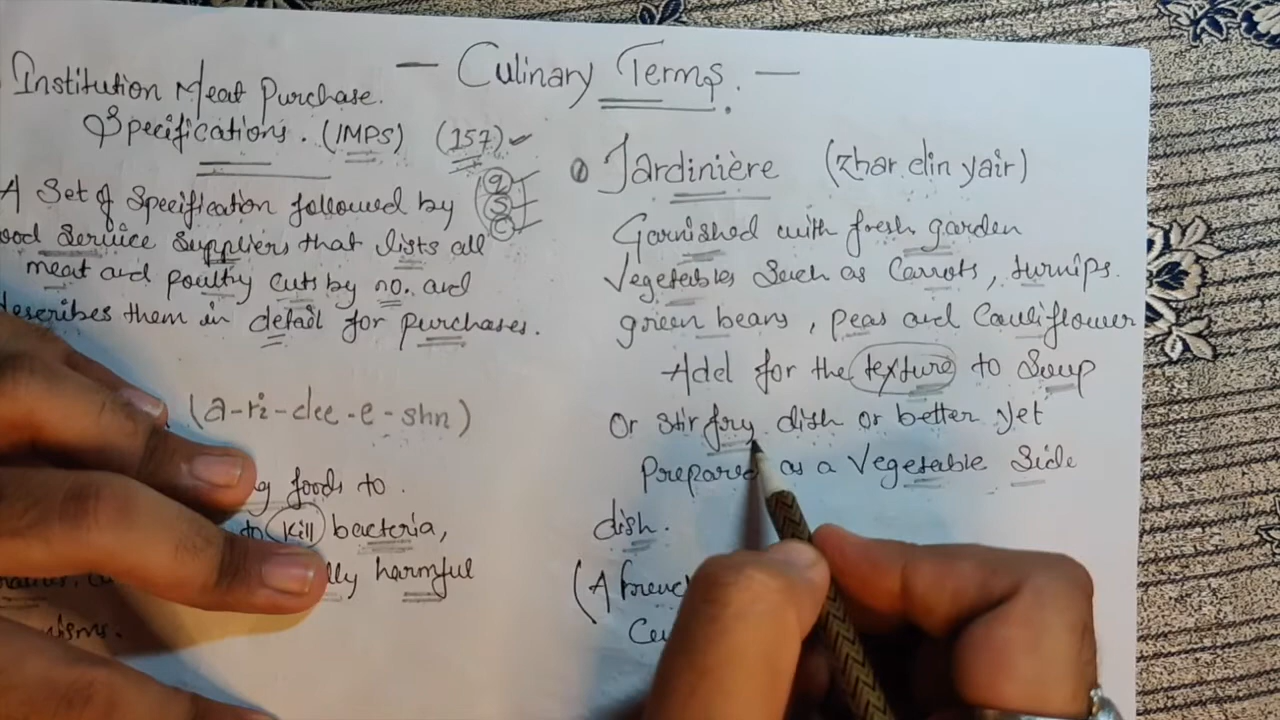 — Culinary Terms. —
Institution Meat Purchase.
Specifications. (IMPS) (157)
A Set of Specification followed by
ood Service Suppliers that lists all
meat and poultry cuts by no. and
describes them in detail for purchases.
(a-ri-dee-e-shn)
foods to.
to kill bacteria,
lly harmful
Jardinière (zhar din yair)
Garnished with fresh garden
Vegetables Such as Carrots, turnips.
green beans, peas and Cauliflower
Add for the texture to Soup
Or stir fry dish or better yet
Prepared as a Vegetable Side
dish.
(A